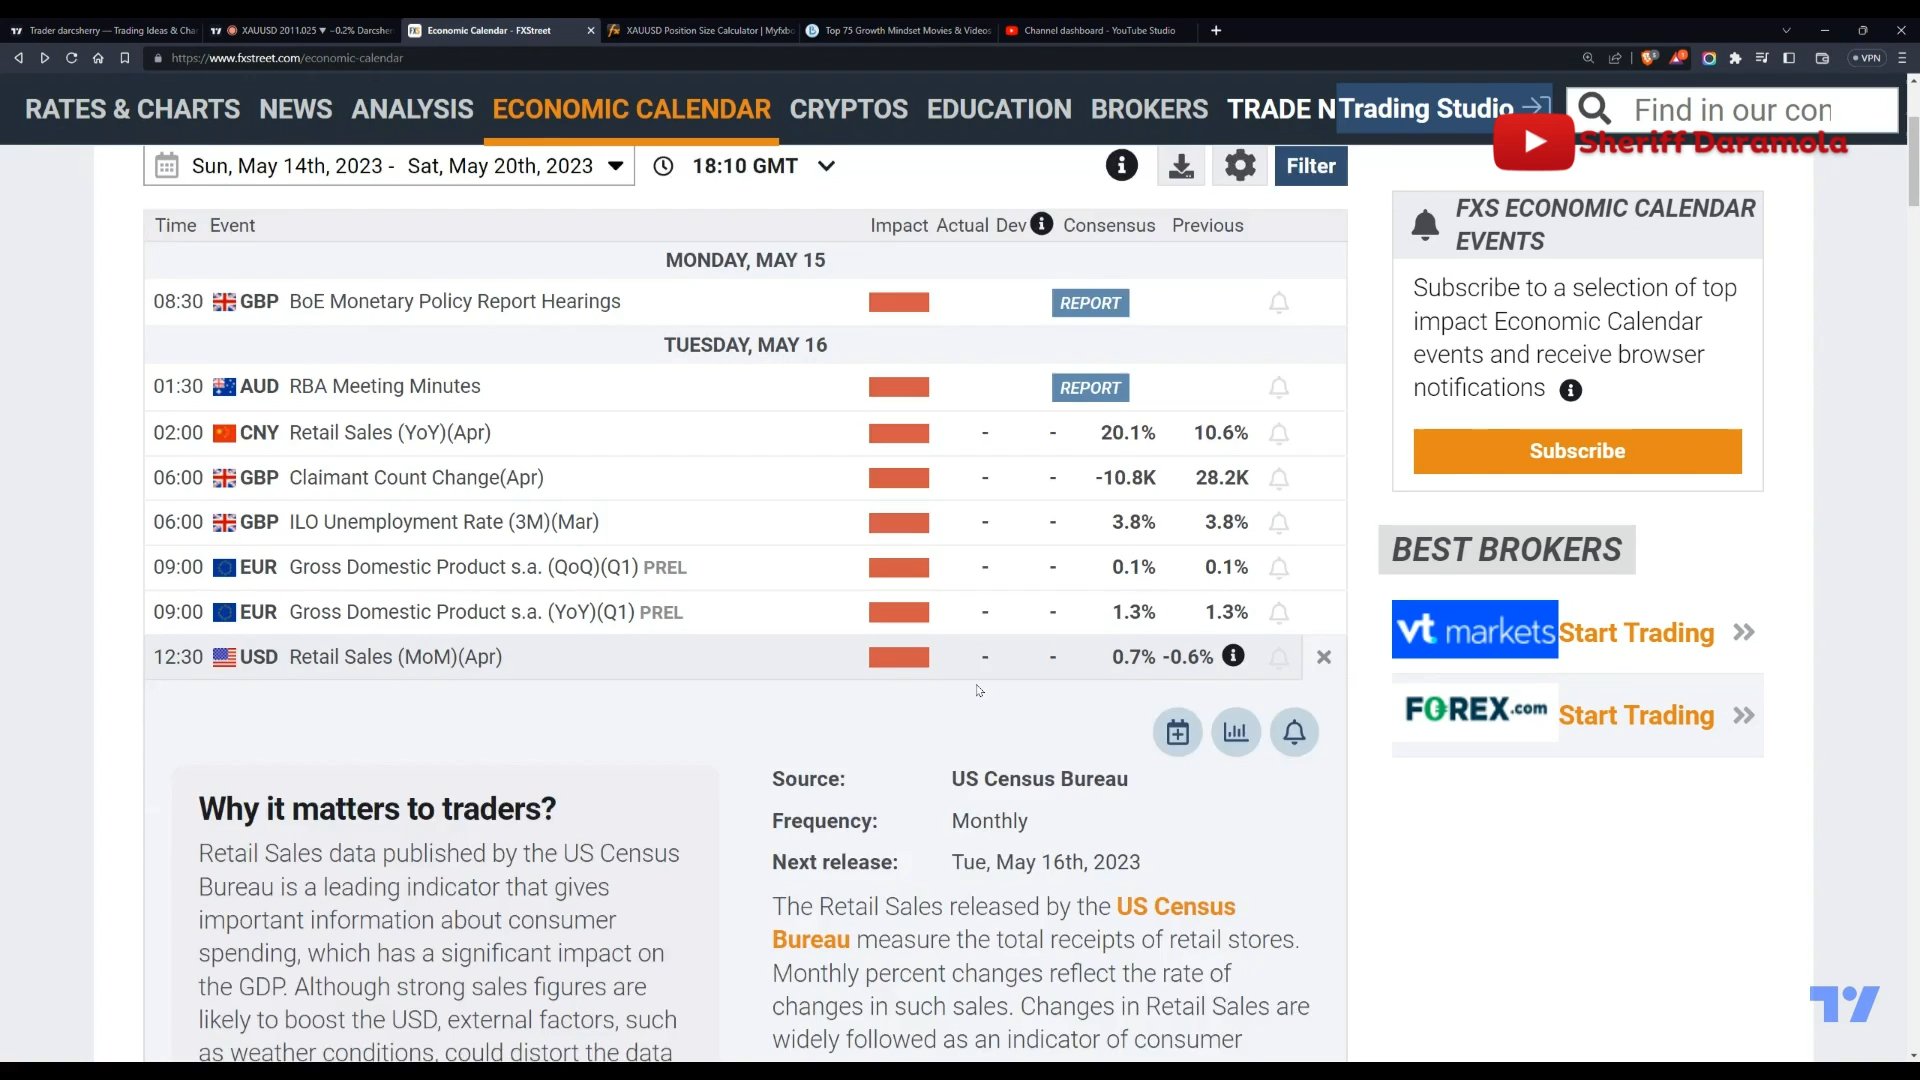 Trader darcsherry — Trading Ideas & Cha
XAUUSD 2011.025 ▼ −0.2% Darcsher
Economic Calendar - FXStreet
XAUUSD Position Size Calculator | Myfxbo
Top 75 Growth Mindset Movies & Videos
Channel dashboard - YouTube Studio
https://www.fxstreet.com/economic-calendar
VPN
RATES & CHARTS NEWS ANALYSIS ECONOMIC CALENDAR CRYPTOS EDUCATION BROKERS TRADE N
Trading Studio
Find in our con
Sheriff Daramola
Sun, May 14th, 2023 - Sat, May 20th, 2023
18:10 GMT
Filter
Time Event Impact Actual Dev Consensus Previous
MONDAY, MAY 15
08:30 GBP BoE Monetary Policy Report Hearings REPORT
TUESDAY, MAY 16
01:30 AUD RBA Meeting Minutes REPORT
02:00 CNY Retail Sales (YoY)(Apr) - - 20.1% 10.6%
06:00 GBP Claimant Count Change(Apr) - - -10.8K 28.2K
06:00 GBP ILO Unemployment Rate (3M)(Mar) - - 3.8% 3.8%
09:00 EUR Gross Domestic Product s.a. (QoQ)(Q1) PREL - - 0.1% 0.1%
09:00 EUR Gross Domestic Product s.a. (YoY)(Q1) PREL - - 1.3% 1.3%
12:30 USD Retail Sales (MoM)(Apr) - - 0.7% -0.6%
Why it matters to traders?
Retail Sales data published by the US Census
Bureau is a leading indicator that gives
important information about consumer
spending, which has a significant impact on
the GDP. Although strong sales figures are
likely to boost the USD, external factors, such
as weather conditions, could distort the data
Source: US Census Bureau
Frequency: Monthly
Next release: Tue, May 16th, 2023
The Retail Sales released by the US Census
Bureau measure the total receipts of retail stores.
Monthly percent changes reflect the rate of
changes in such sales. Changes in Retail Sales are
widely followed as an indicator of consumer
FXS ECONOMIC CALENDAR
EVENTS
Subscribe to a selection of top
impact Economic Calendar
events and receive browser
notifications
Subscribe
BEST BROKERS
vt markets Start Trading
FOREX.com Start Trading